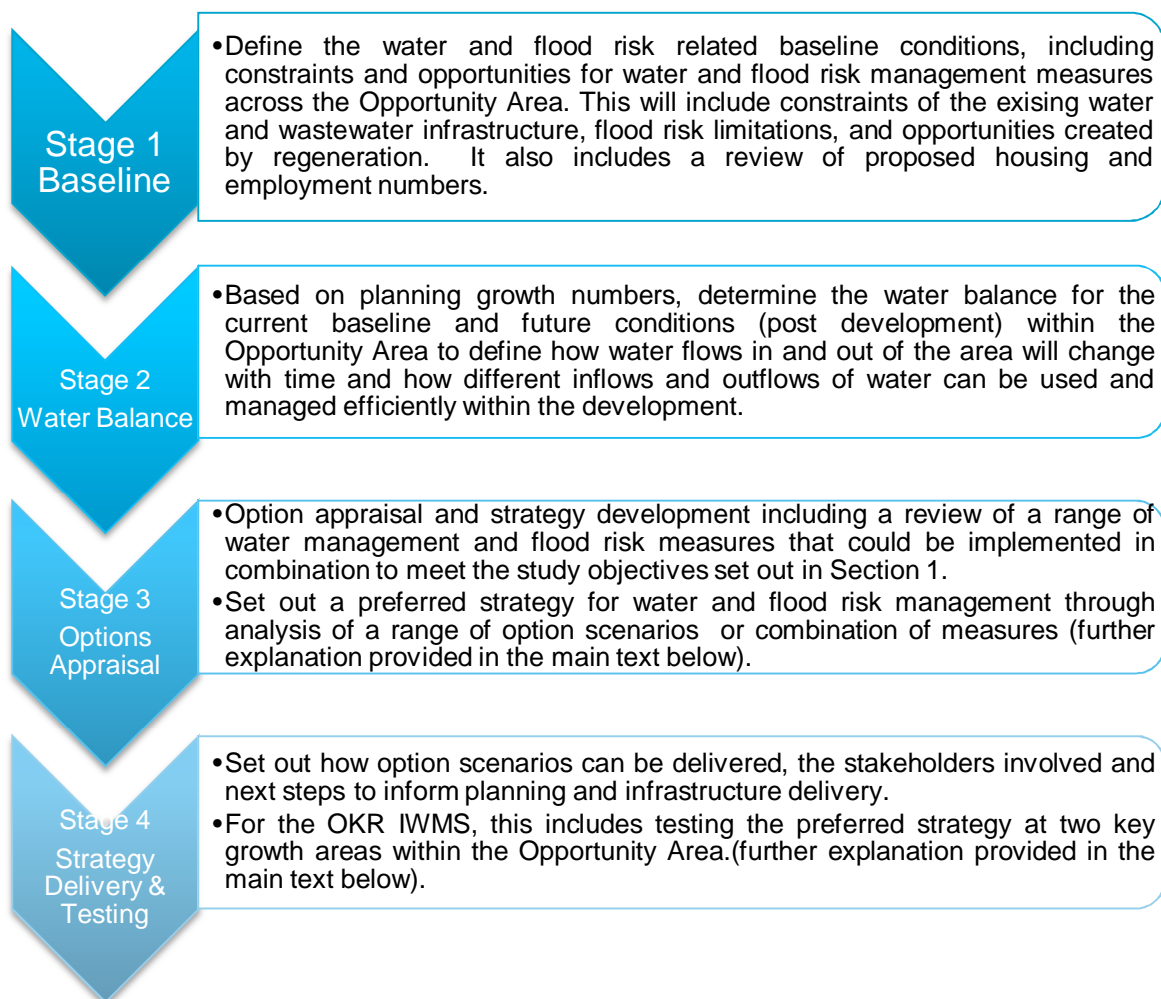 Stage 1
Baseline
•Define the water and flood risk related baseline conditions, including
constraints and opportunities for water and flood risk management measures
across the Opportunity Area. This will include constraints of the exising water
and wastewater infrastructure, flood risk limitations, and opportunities created
by regeneration. It also includes a review of proposed housing and
employment numbers.
Stage 2
Water Balance
•Based on planning growth numbers, determine the water balance for the
current baseline and future conditions (post development) within the
Opportunity Area to define how water flows in and out of the area will change
with time and how different inflows and outflows of water can be used and
managed efficiently within the development.
Stage 3
Options
Appraisal
•Option appraisal and strategy development including a review of a range of
water management and flood risk measures that could be implemented in
combination to meet the study objectives set out in Section 1.
•Set out a preferred strategy for water and flood risk management through
analysis of a range of option scenarios or combination of measures (further
explanation provided in the main text below).
Stage 4
Strategy
Delivery &
Testing
•Set out how option scenarios can be delivered, the stakeholders involved and
next steps to inform planning and infrastructure delivery.
•For the OKR IWMS, this includes testing the preferred strategy at two key
growth areas within the Opportunity Area.(further explanation provided in the
main text below).